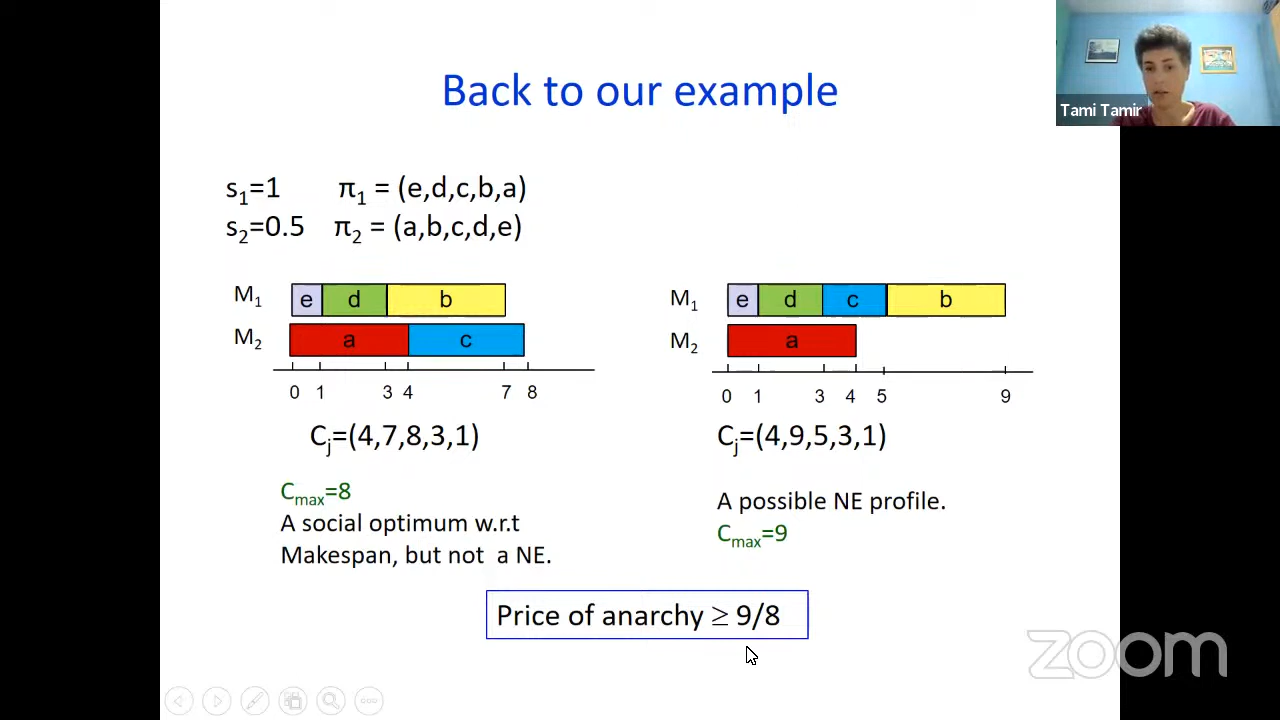 Back to our example
Tami Tamir
s1=1 π1 = (e,d,c,b,a)
s2=0.5 π2 = (a,b,c,d,e)
M1 e d b
M2 a c
0 1 3 4 7 8
Cj=(4,7,8,3,1)
Cmax=8
A social optimum w.r.t
Makespan, but not a NE.
M1 e d c b
M2 a
0 1 3 4 5 9
Cj=(4,9,5,3,1)
A possible NE profile.
Cmax=9
Price of anarchy ≥ 9/8
zoom